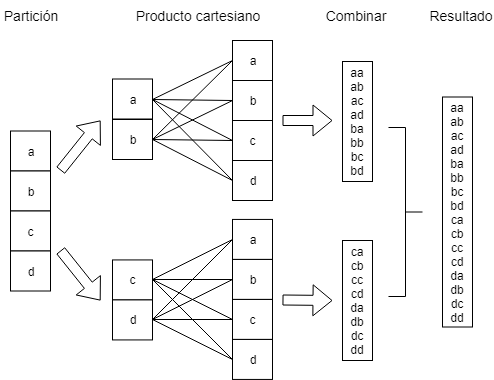 Partición
Producto cartesiano
Combinar
Resultado
a
b
c
d
a
b
a
b
c
d
c
d
a
b
c
d
aa
ab
ac
ad
ba
bb
bc
bd
ca
cb
cc
cd
da
db
dc
dd
aa
ab
ac
ad
ba
bb
bc
bd
ca
cb
cc
cd
da
db
dc
dd